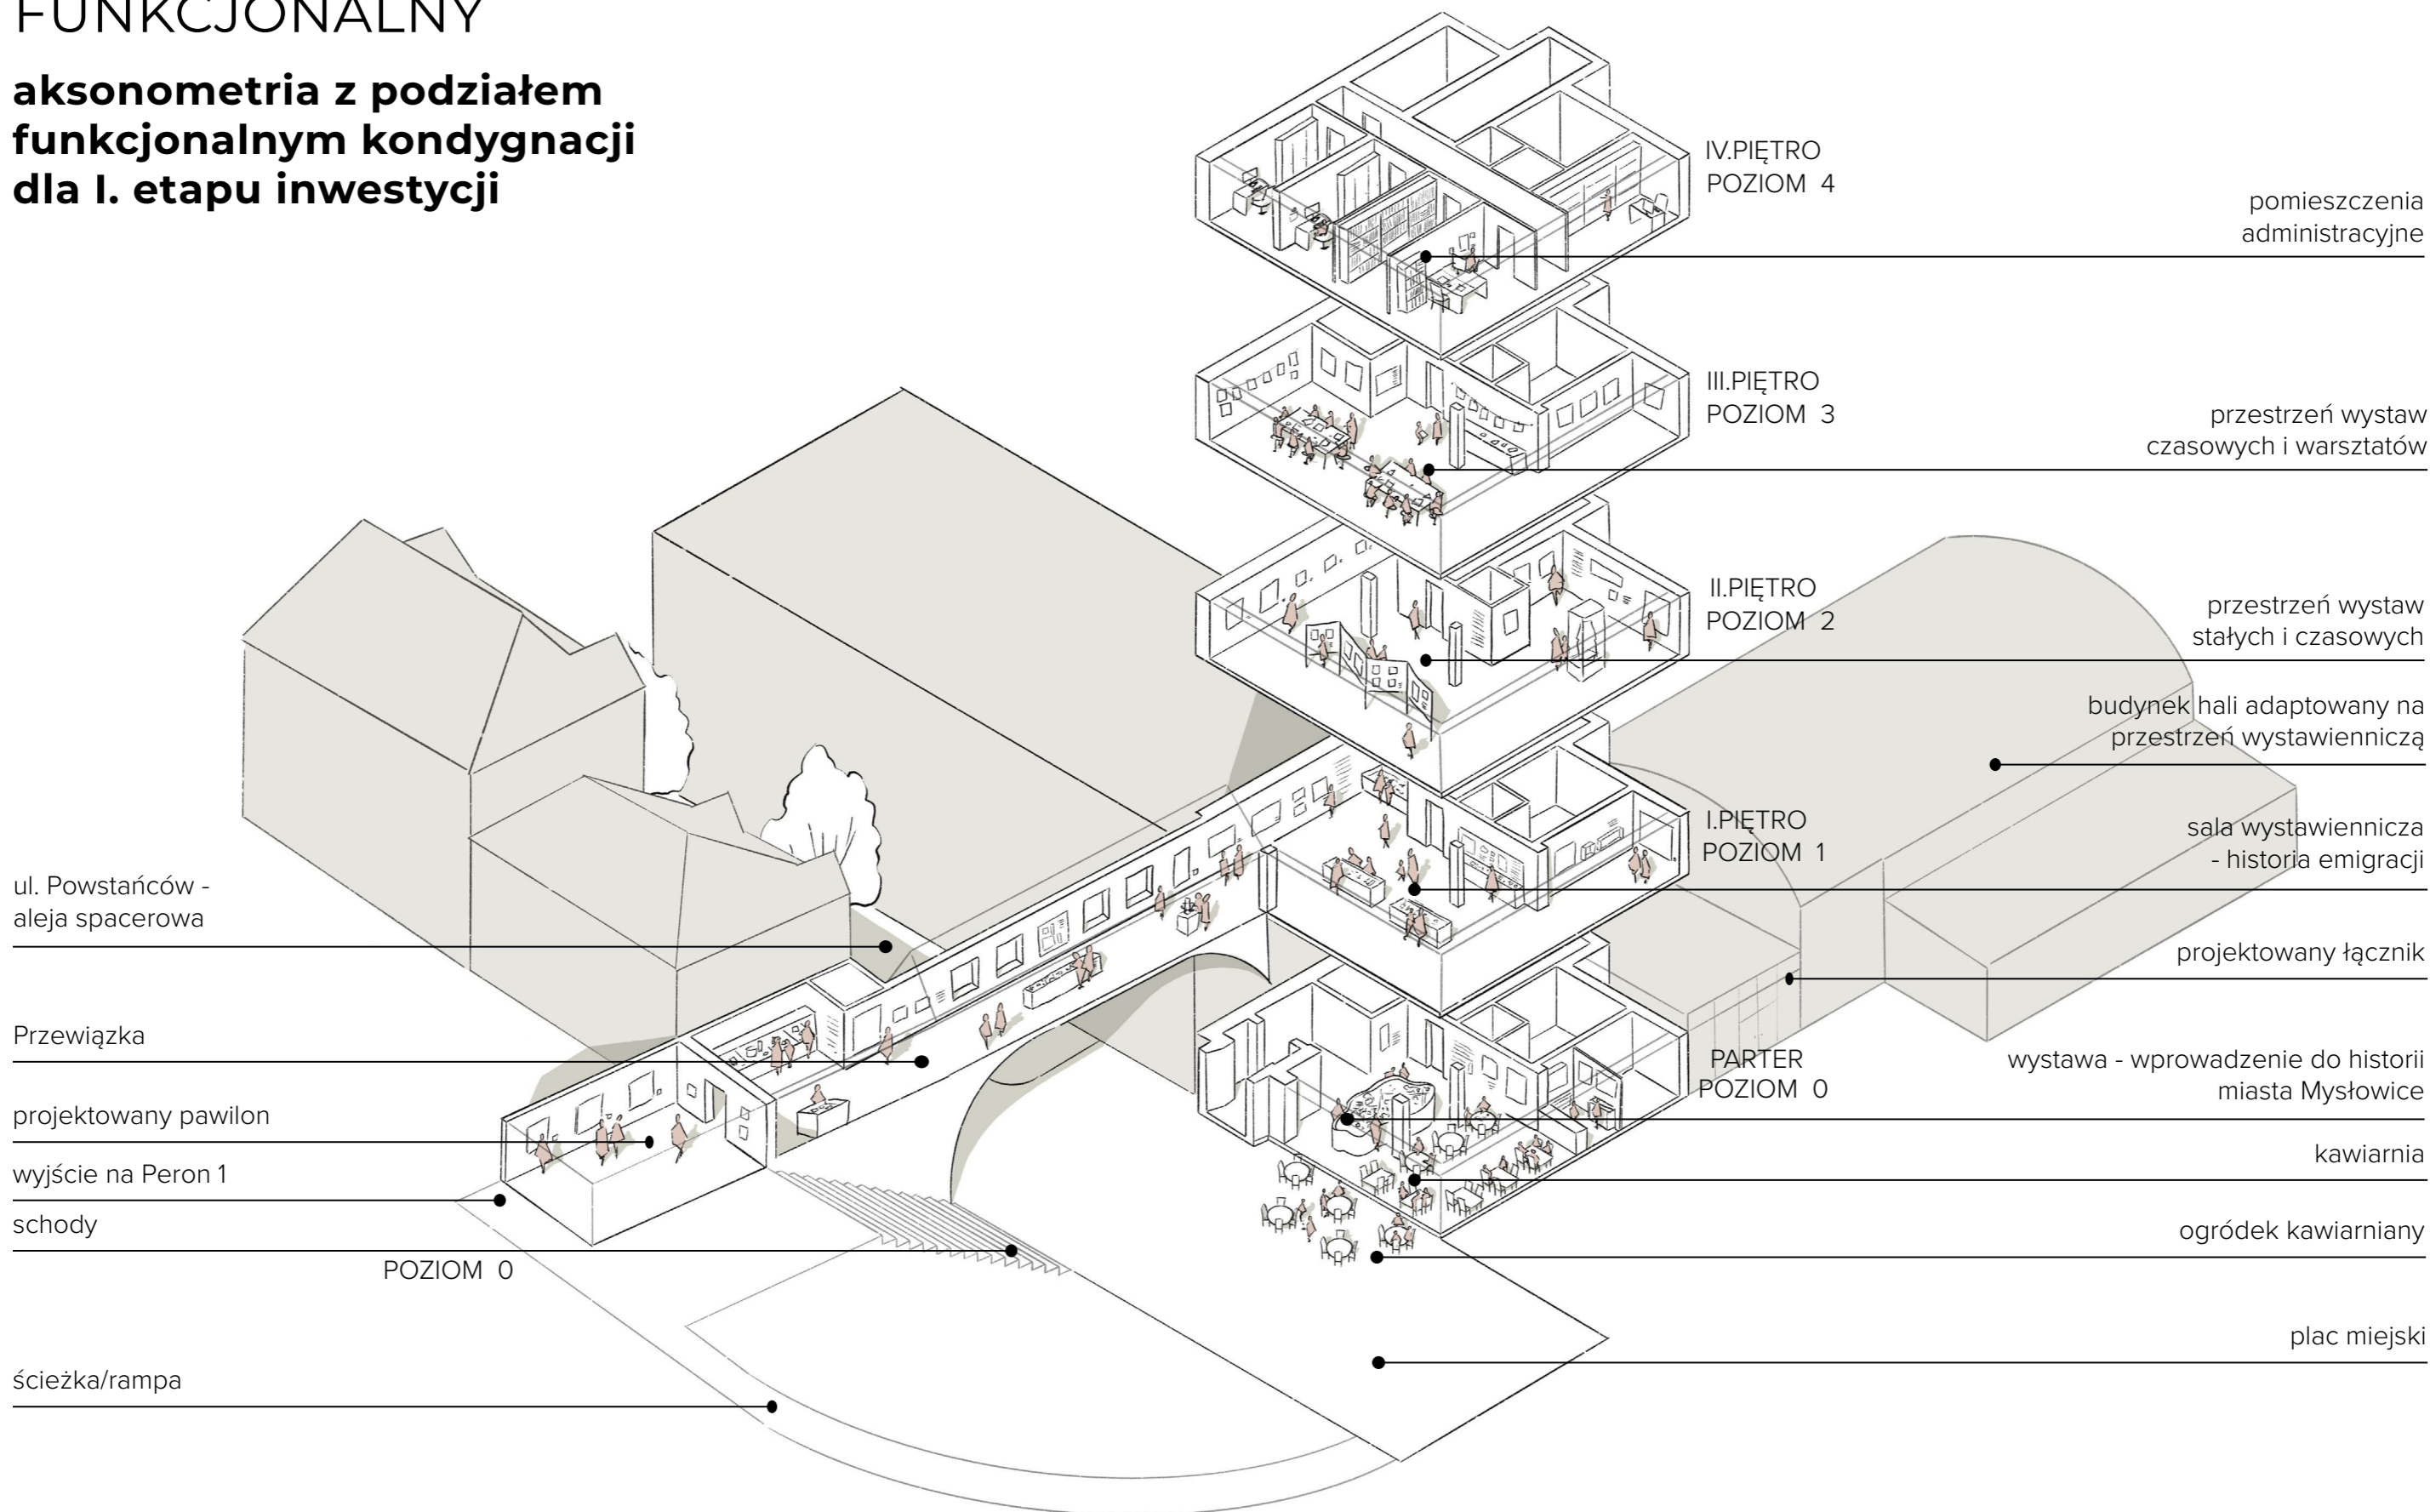 FUNKCJONALNY
aksonometria z podziałem
funkcjonalnym kondygnacji
dla I. etapu inwestycji
IV.PIĘTRO
POZIOM 4
pomieszczenia
administracyjne
III.PIĘTRO
POZIOM 3
przestrzeń wystaw
czasowych i warsztatów
II.PIĘTRO
POZIOM 2
przestrzeń wystaw
stałych i czasowych
budynek hali adaptowany na
przestrzeń wystawienniczą
I.PIĘTRO
POZIOM 1
sala wystawiennicza
- historia emigracji
projektowany łącznik
PARTER
POZIOM 0
wystawa - wprowadzenie do historii
miasta Mysłowice
kawiarnia
ogródek kawiarniany
plac miejski
ul. Powstańców -
aleja spacerowa
Przewiązka
projektowany pawilon
wyjście na Peron 1
schody
POZIOM 0
ścieżka/rampa